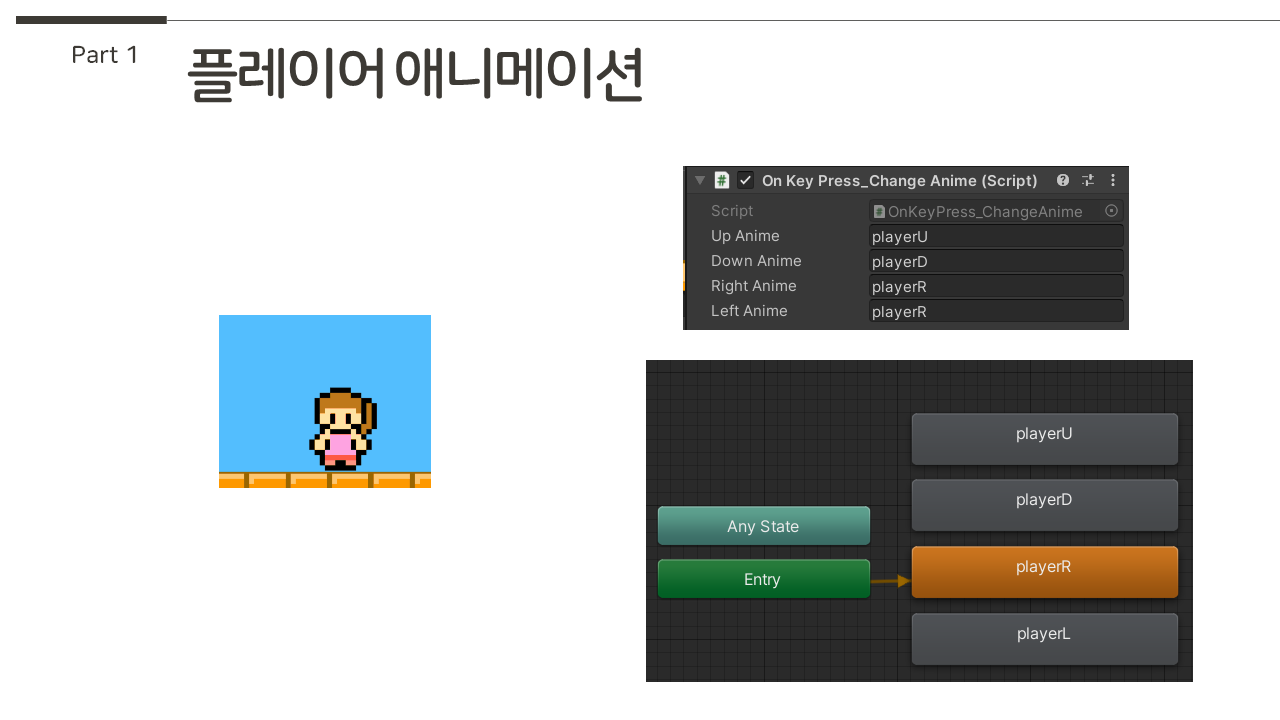 Part 1
플레이어 애니메이션
On Key Press_Change Anime (Script)
Script OnKeyPress_ChangeAnime
Up Anime playerU
Down Anime playerD
Right Anime playerR
Left Anime playerR
playerU
playerD
Any State
playerR
Entry
playerL